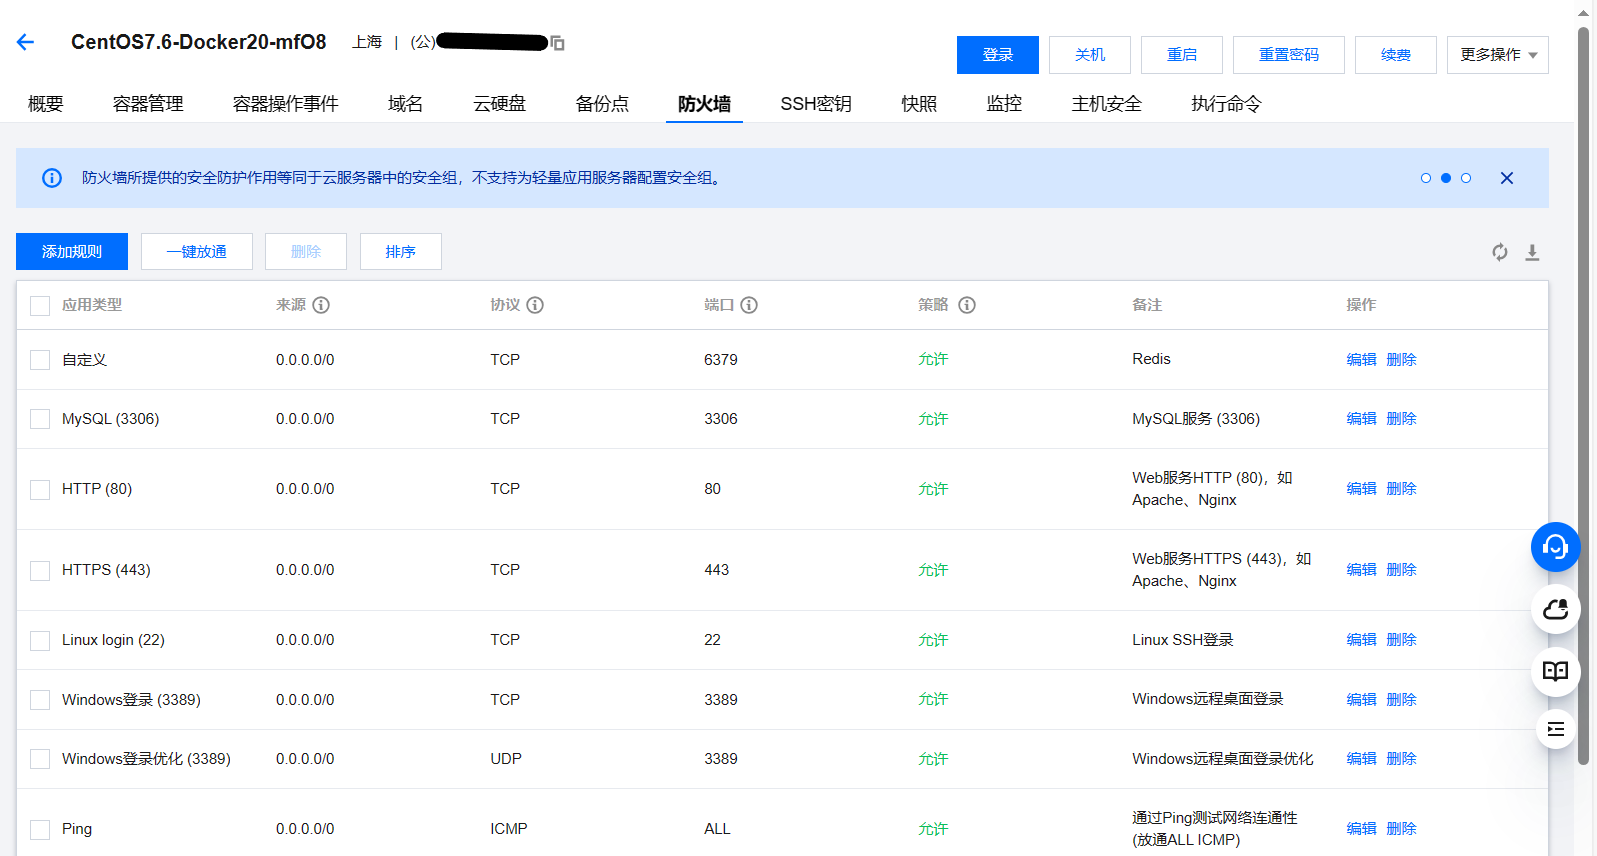 CentOS7.6-Docker20-mfO8 上海 | (公)
登录 关机 重启 重置密码 续费 更多操作
概要 容器管理 容器操作事件 域名 云硬盘 备份点 防火墙 SSH密钥 快照 监控 主机安全 执行命令
防火墙所提供的安全防护作用等同于云服务器中的安全组，不支持为轻量应用服务器配置安全组。
添加规则 一键放通 删除 排序
应用类型 来源 协议 端口 策略 备注 操作
自定义 0.0.0.0/0 TCP 6379 允许 Redis 编辑 删除
MySQL (3306) 0.0.0.0/0 TCP 3306 允许 MySQL服务 (3306) 编辑 删除
HTTP (80) 0.0.0.0/0 TCP 80 允许 Web服务HTTP (80)，如
Apache、Nginx 编辑 删除
HTTPS (443) 0.0.0.0/0 TCP 443 允许 Web服务HTTPS (443)，如
Apache、Nginx 编辑 删除
Linux login (22) 0.0.0.0/0 TCP 22 允许 Linux SSH登录 编辑 删除
Windows登录 (3389) 0.0.0.0/0 TCP 3389 允许 Windows远程桌面登录 编辑 删除
Windows登录优化 (3389) 0.0.0.0/0 UDP 3389 允许 Windows远程桌面登录优化 编辑 删除
Ping 0.0.0.0/0 ICMP ALL 允许 通过Ping测试网络连通性
(放通ALL ICMP) 编辑 删除